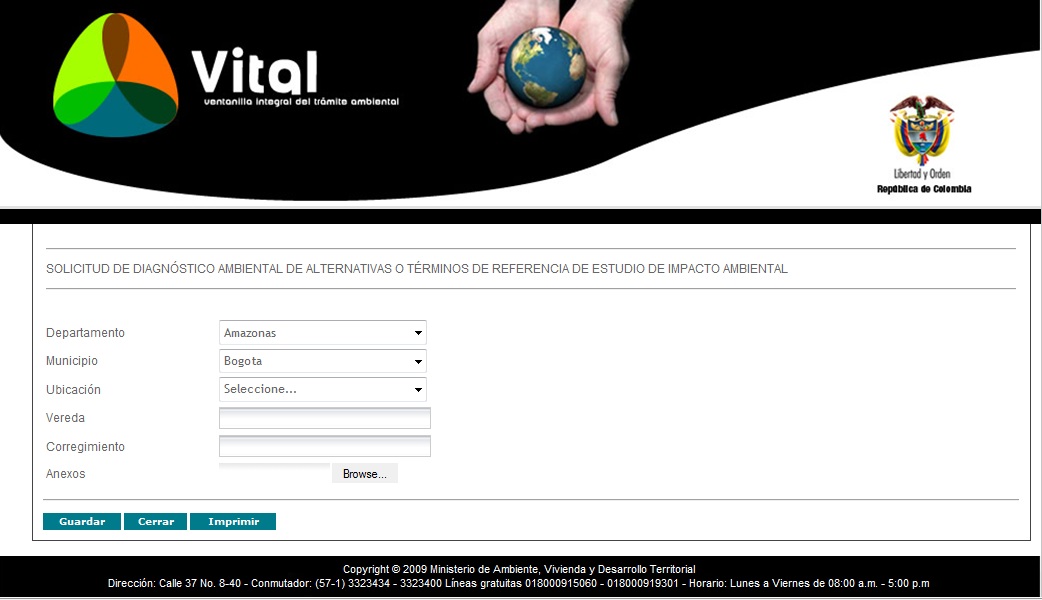 Vital
ventanilla integral del trámite ambiental
Libertad y Orden
República de Colombia
SOLICITUD DE DIAGNÓSTICO AMBIENTAL DE ALTERNATIVAS O TÉRMINOS DE REFERENCIA DE ESTUDIO DE IMPACTO AMBIENTAL
Departamento Amazonas
Municipio Bogota
Ubicación Seleccione...
Vereda
Corregimiento
Anexos Browse...
Guardar Cerrar Imprimir
Copyright © 2009 Ministerio de Ambiente, Vivienda y Desarrollo Territorial
Dirección: Calle 37 No. 8-40 - Conmutador: (57-1) 3323434 - 3323400 Líneas gratuitas 018000915060 - 018000919301 - Horario: Lunes a Viernes de 08:00 a.m. - 5:00 p.m